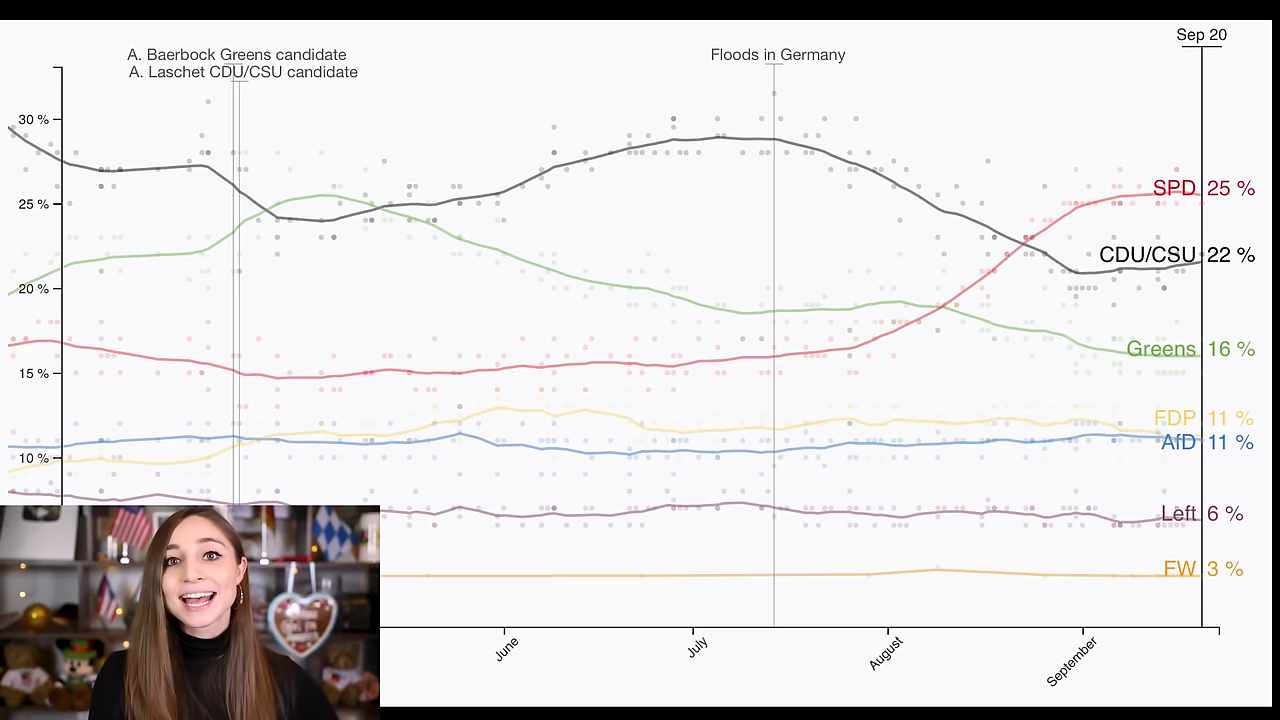 Sep 20
A. Baerbock Greens candidate
A. Laschet CDU/CSU candidate
Floods in Germany
30 %
25 %
20 %
15 %
10 %
SPD 25 %
CDU/CSU 22 %
Greens 16 %
FDP 11 %
AfD 11 %
Left 6 %
FW 3 %
June
July
August
September